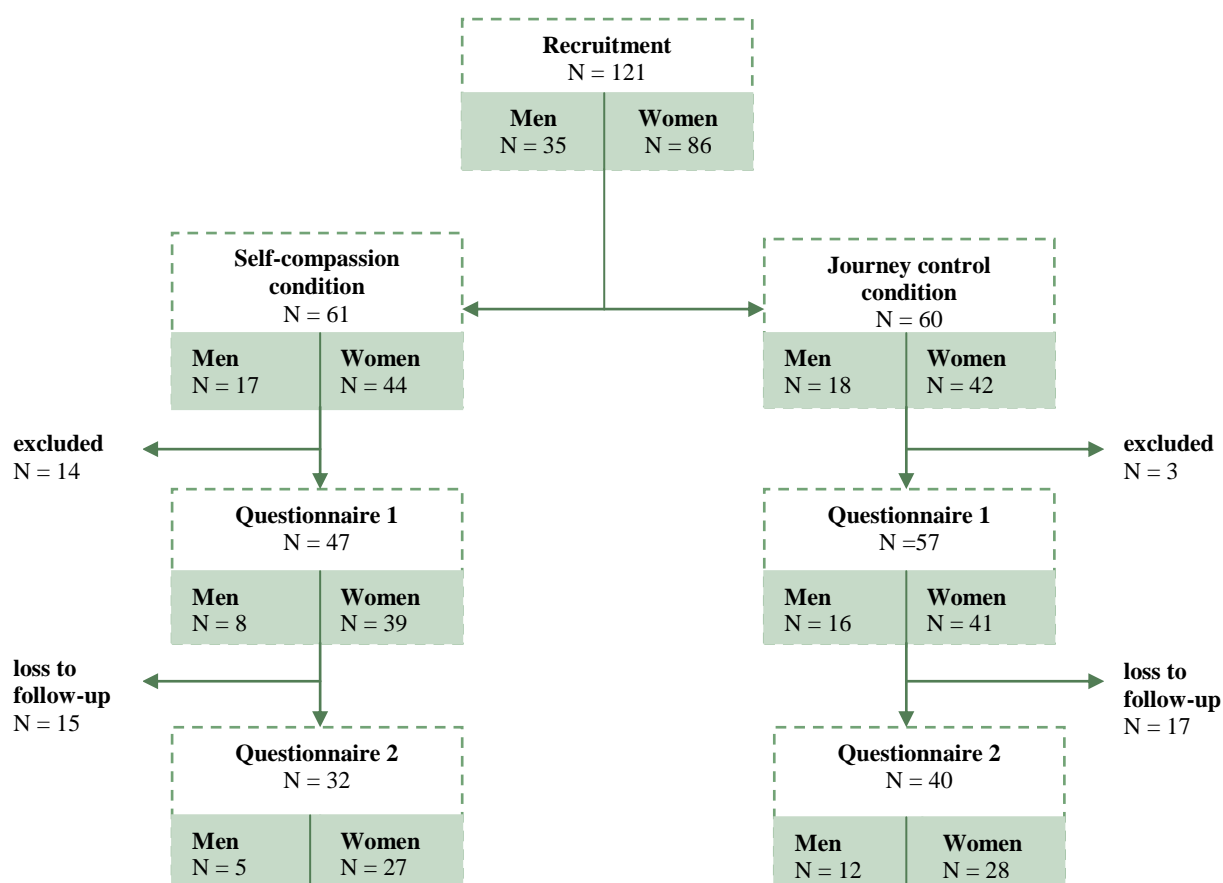 Recruitment
N = 121
Men
N = 35
Women
N = 86
Self-compassion
condition
N = 61
Men
N = 17
Women
N = 44
Journey control
condition
N = 60
Men
N = 18
Women
N = 42
excluded
N = 14
excluded
N = 3
Questionnaire 1
N = 47
Men
N = 8
Women
N = 39
Questionnaire 1
N =57
Men
N = 16
Women
N = 41
loss to
follow-up
N = 15
loss to
follow-up
N = 17
Questionnaire 2
N = 32
Men
N = 5
Women
N = 27
Questionnaire 2
N = 40
Men
N = 12
Women
N = 28